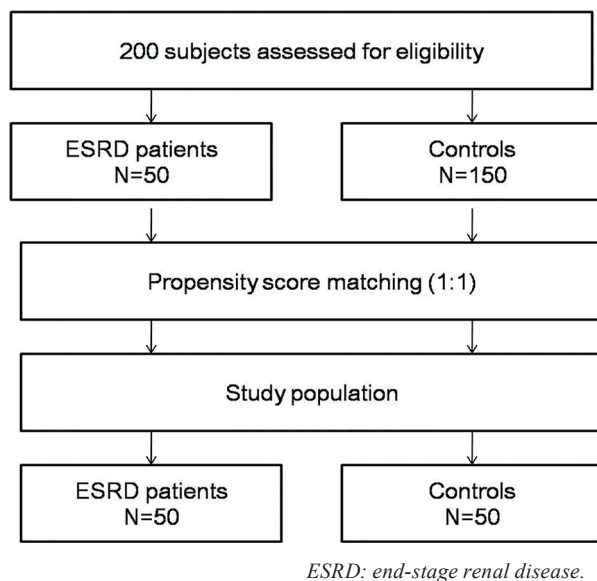 200 subjects assessed for eligibility
ESRD patients
N=50
Controls
N=150
Propensity score matching (1:1)
Study population
ESRD patients
N=50
Controls
N=50
ESRD: end-stage renal disease.